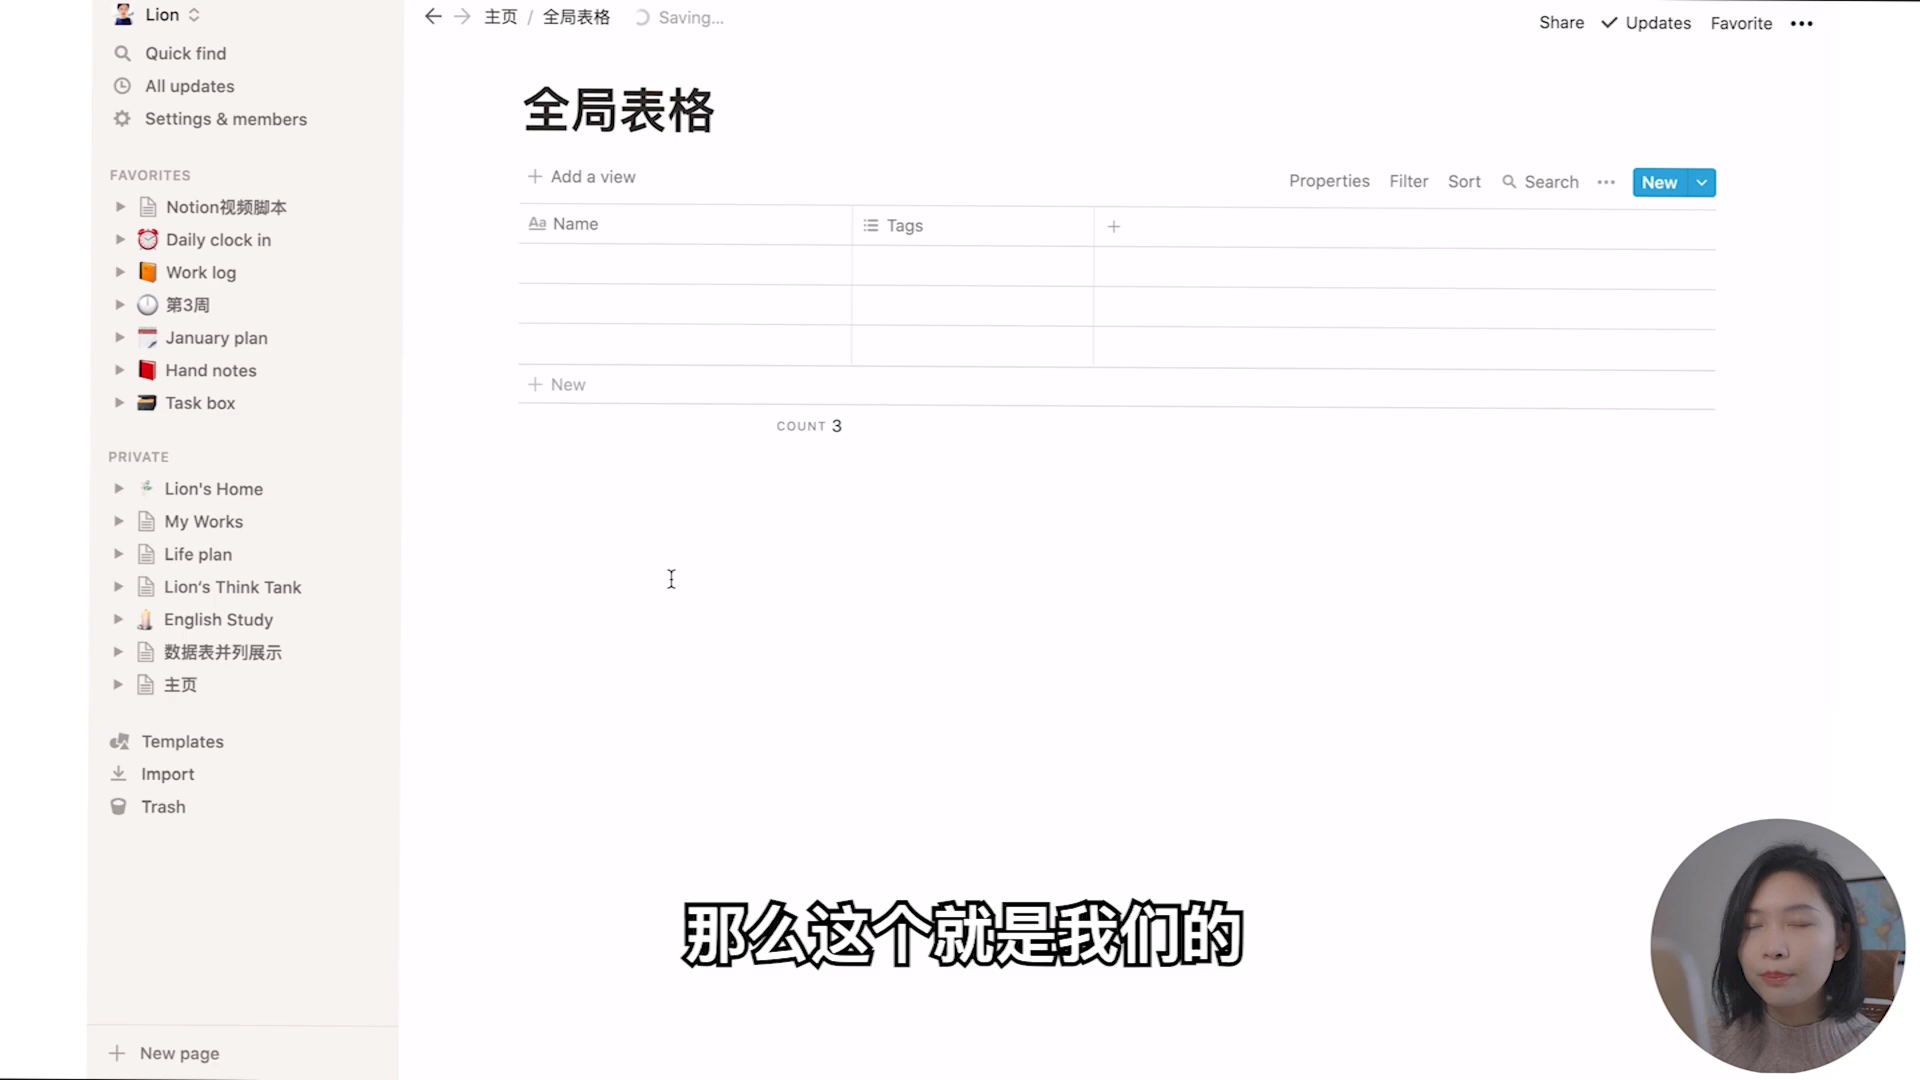 Lion
Quick find
All updates
Settings & members
FAVORITES
Notion视频脚本
Daily clock in
Work log
第3周
January plan
Hand notes
Task box
PRIVATE
Lion's Home
My Works
Life plan
Lion‘s Think Tank
English Study
数据表并列展示
主页
Templates
Import
Trash
New page
主页 / 全局表格 Saving...
Share Updates Favorite
全局表格
Add a view
Properties Filter Sort Search New
Aa Name Tags
New
COUNT 3
那么这个就是我们的